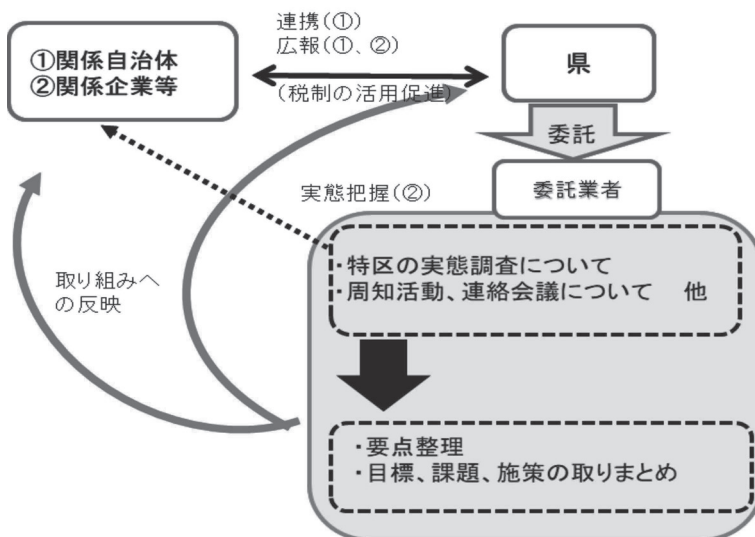 連携(①)
広報(①、②)
①関係自治体
②関係企業等
県
(税制の活用促進)
委託
実態把握(②)
委託業者
・特区の実態調査について
・周知活動、連絡会議について　他
取り組みへ
の反映
・要点整理
・目標、課題、施策の取りまとめ